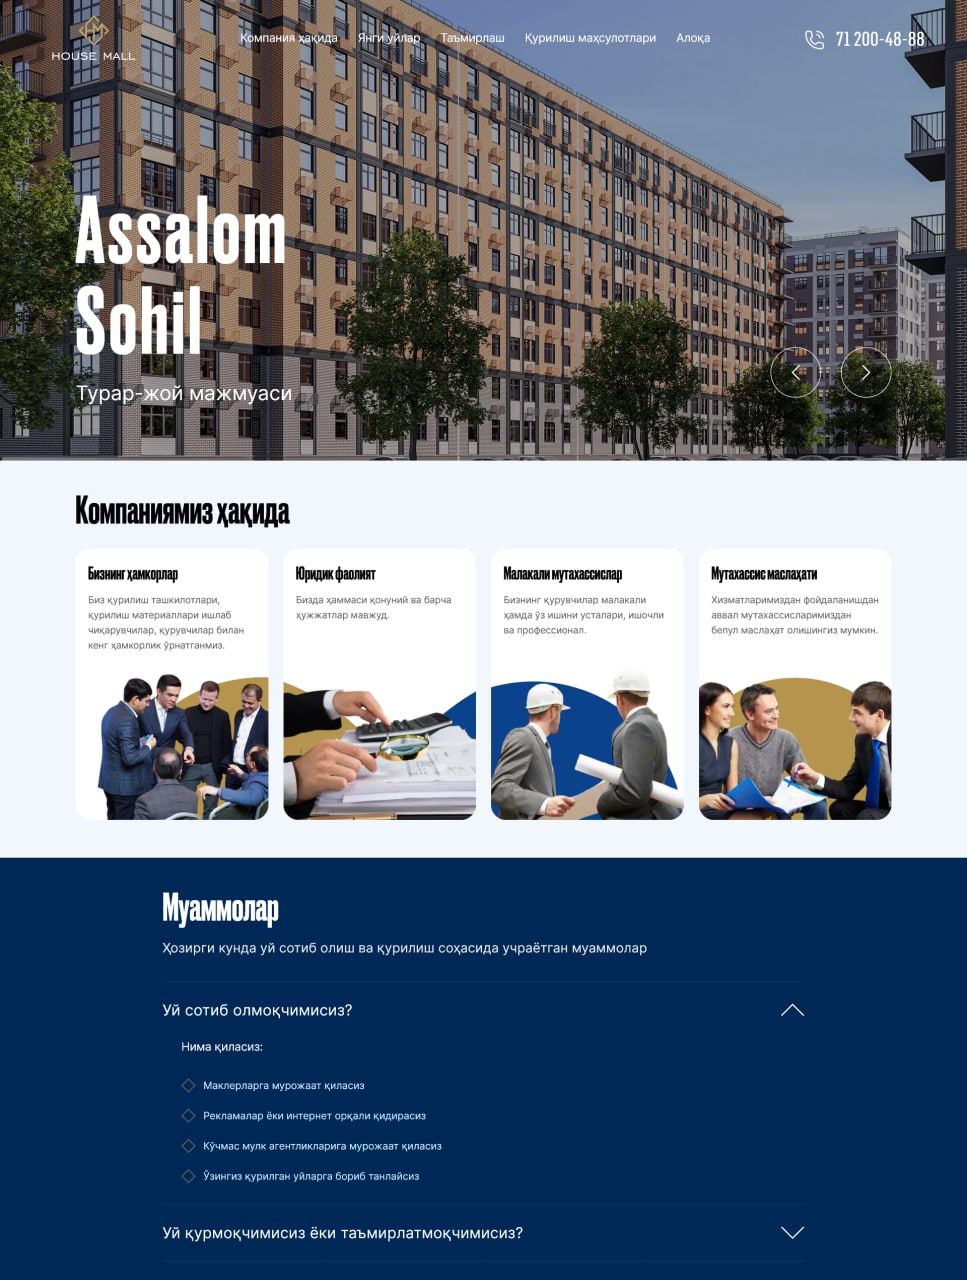 HOUSE MALL
Компания ҳақида Янги уйлар Таъмирлаш Қурилиш маҳсулотлари Алоқа
71 200-48-88
Assalom
Sohil
Турар-жой мажмуаси
Компаниямиз ҳақида
Бизнинг ҳамкорлар
Биз қурилиш ташкилотлари,
қурилиш материаллари ишлаб
чиқарувчилар, қурувчилар билан
кенг ҳамкорлик ўрнатганмиз.
Юридик фаолият
Бизда ҳаммаси қонуний ва барча
ҳужжатлар мавжуд.
Малакали мутахассислар
Бизнинг қурувчилар малакали
ҳамда ўз ишини усталари, ишочли
ва профессионал.
Мутахассис маслаҳати
Хизматларимиздан фойдаланишдан
аввал мутахассисларимиздан
бепул маслаҳат олишингиз мумкин.
Муаммолар
Ҳозирги кунда уй сотиб олиш ва қурилиш соҳасида учраётган муаммолар
Уй сотиб олмоқчимисиз?
Нима қиласиз:
Маклерларга мурожаат қиласиз
Рекламалар ёки интернет орқали қидирасиз
Кўчмас мулк агентликларига мурожаат қиласиз
Ўзингиз қурилган уйларга бориб танлайсиз
Уй қурмоқчимисиз ёки таъмирлатмоқчимисиз?